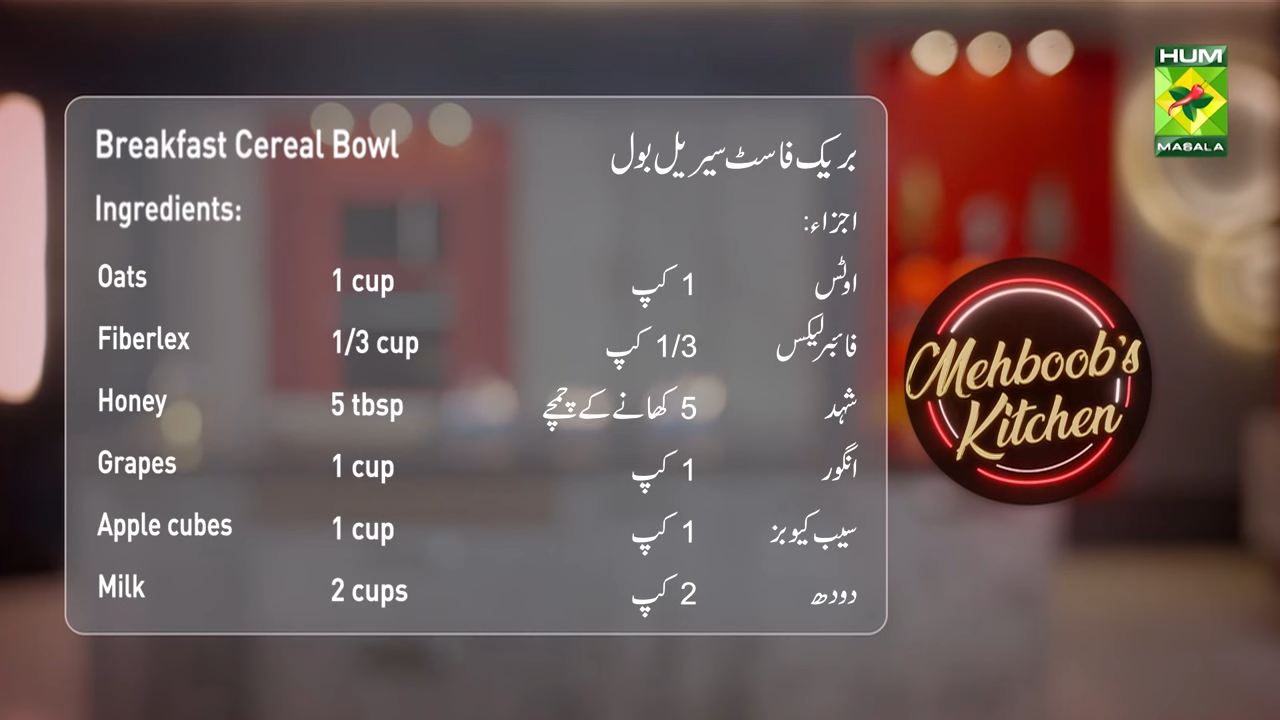 HUM
MASALA
Breakfast Cereal Bowl بریک فاسٹ سیریل بول
Ingredients: اجزاء:
Oats 1 cup 1 کپ اوٹس
Fiberlex 1/3 cup 1/3 کپ فائبرلیکس
Honey 5 tbsp 5 کھانے کے چمچے شہد
Grapes 1 cup 1 کپ انگور
Apple cubes 1 cup 1 کپ سیب کیوبز
Milk 2 cups 2 کپ دودھ
Mehboob's
Kitchen